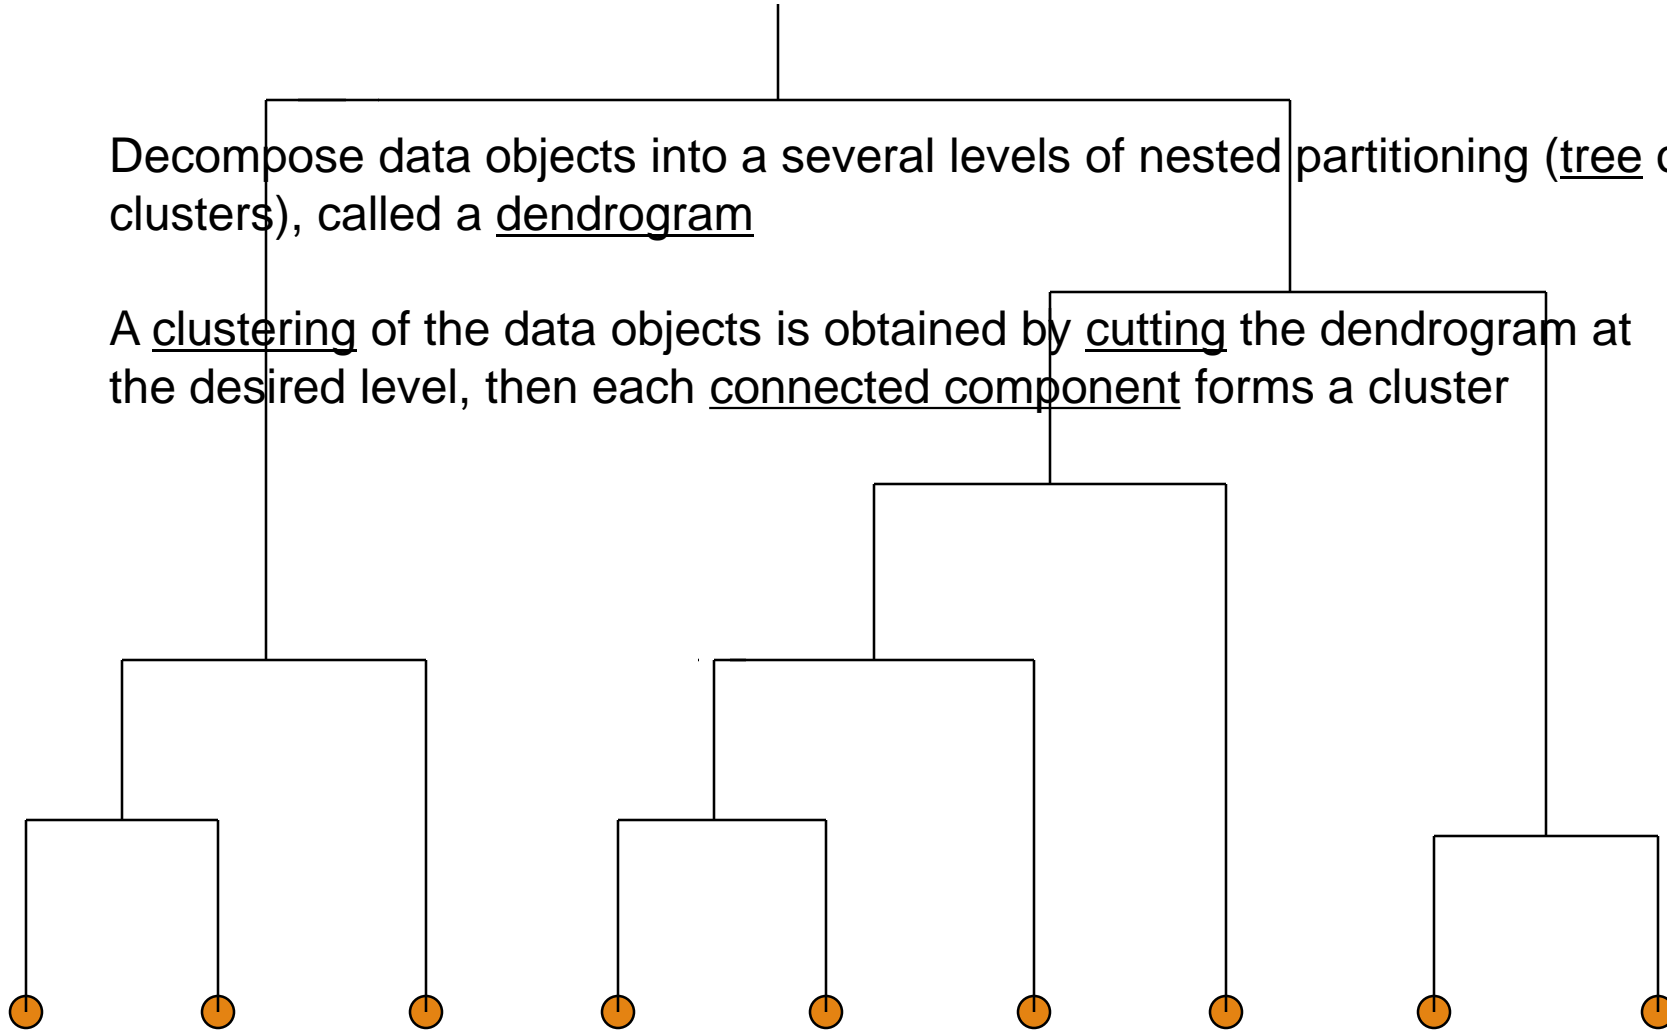 Decompose data objects into a several levels of nested partitioning (tree
clusters), called a dendrogram
A clustering of the data objects is obtained by cutting the dendrogram at
the desired level, then each connected component forms a cluster